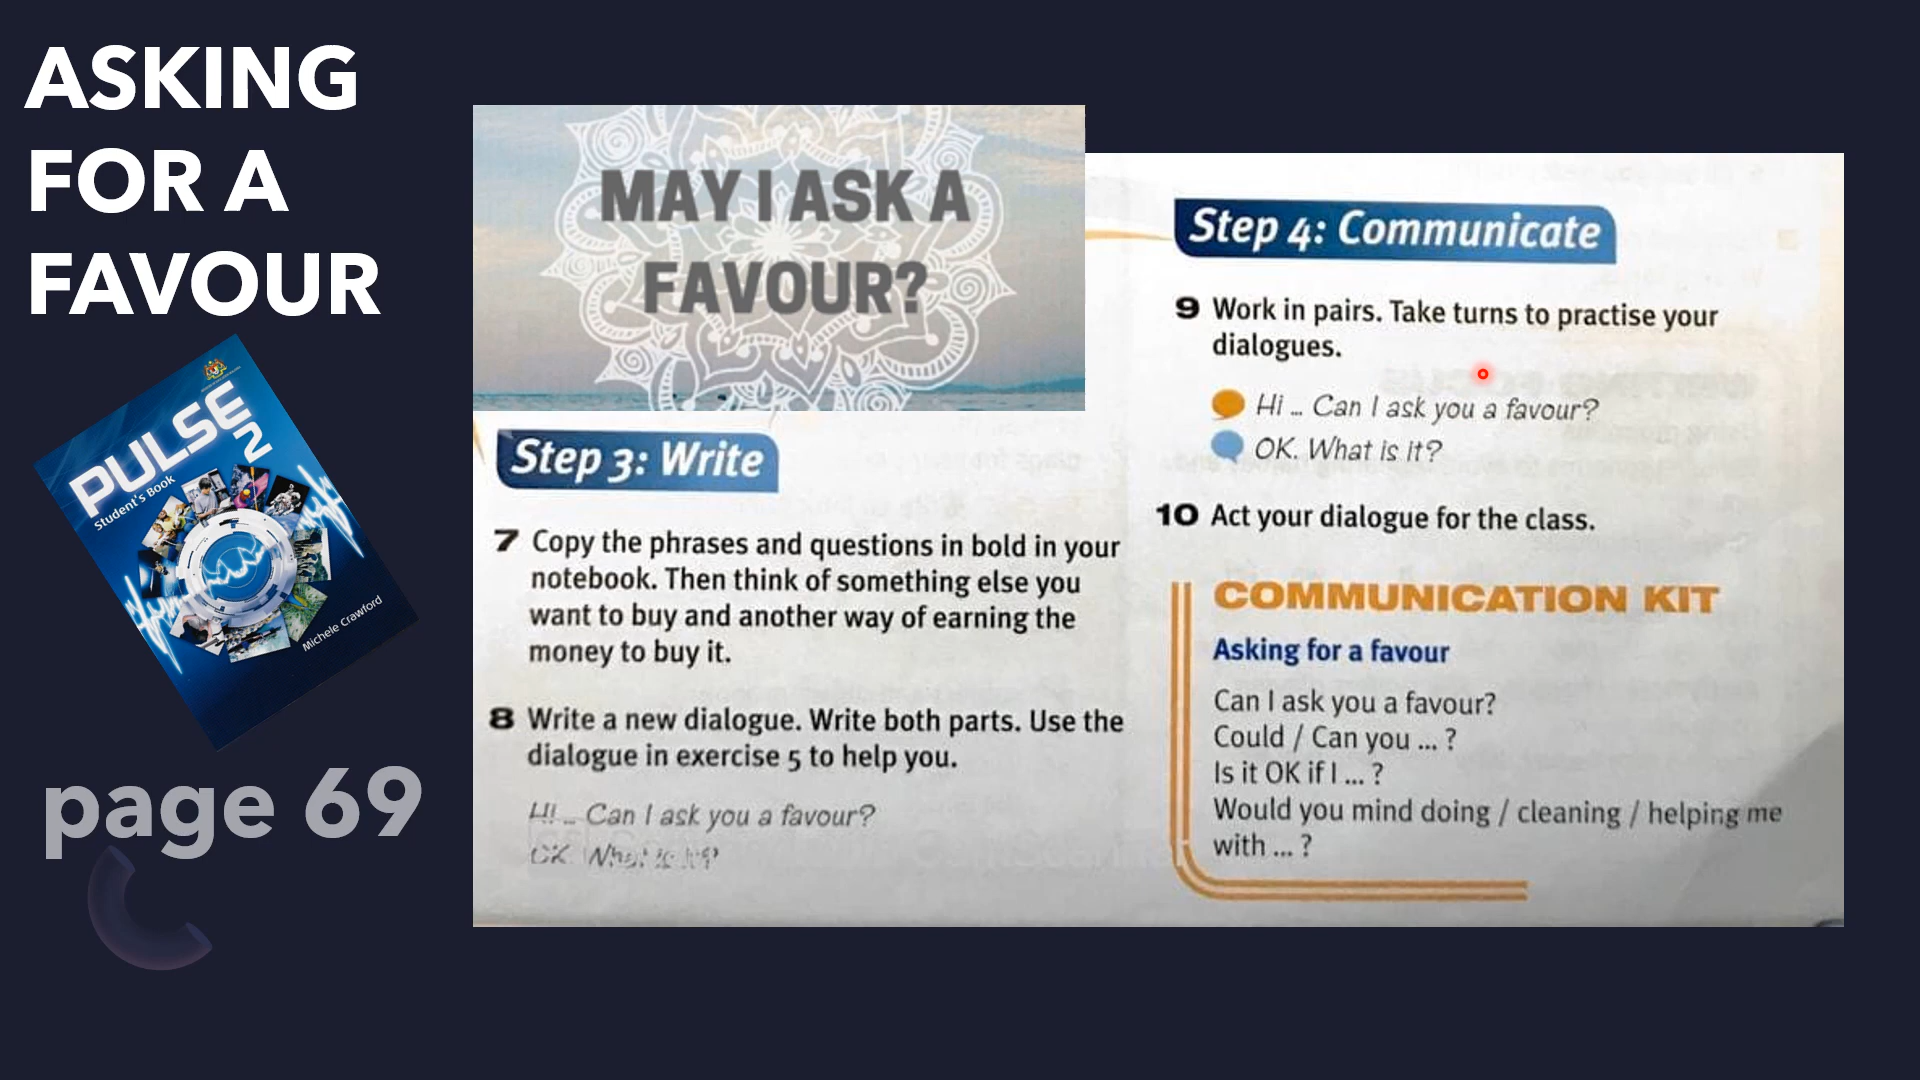 ASKING
FOR A
FAVOUR
PULSE
2
Student's Book
Michele Crawford
page 69
MAY I ASK A
FAVOUR?
Step 3: Write
7 Copy the phrases and questions in bold in your
notebook. Then think of something else you
want to buy and another way of earning the
money to buy it.
8 Write a new dialogue. Write both parts. Use the
dialogue in exercise 5 to help you.
Hi ... Can I ask you a favour?
OK. What is it?
Step 4: Communicate
9 Work in pairs. Take turns to practise your
dialogues.
Hi ... Can I ask you a favour?
OK. What is it?
10 Act your dialogue for the class.
COMMUNICATION KIT
Asking for a favour
Can I ask you a favour?
Could / Can you ... ?
Is it OK if I ... ?
Would you mind doing / cleaning / helping me
with ... ?